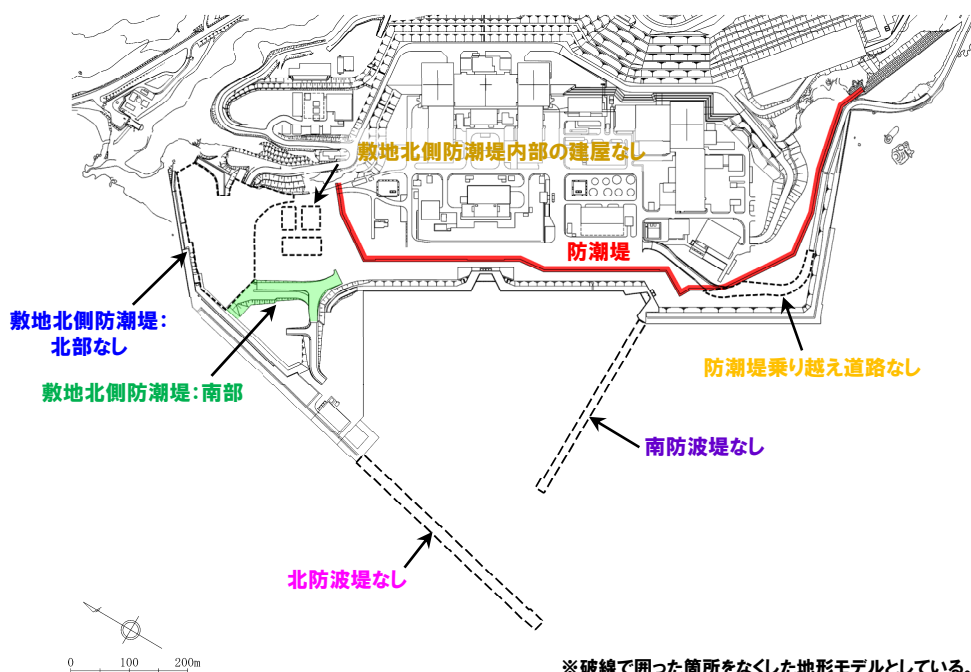 敷地北側防潮堤内部の建屋なし
防潮堤
敷地北側防潮堤：
北部なし
防潮堤乗り越え道路なし
敷地北側防潮堤：南部
南防波堤なし
北防波堤なし
0 100 200m
※破線で囲った箇所をなくした地形モデルとしている。